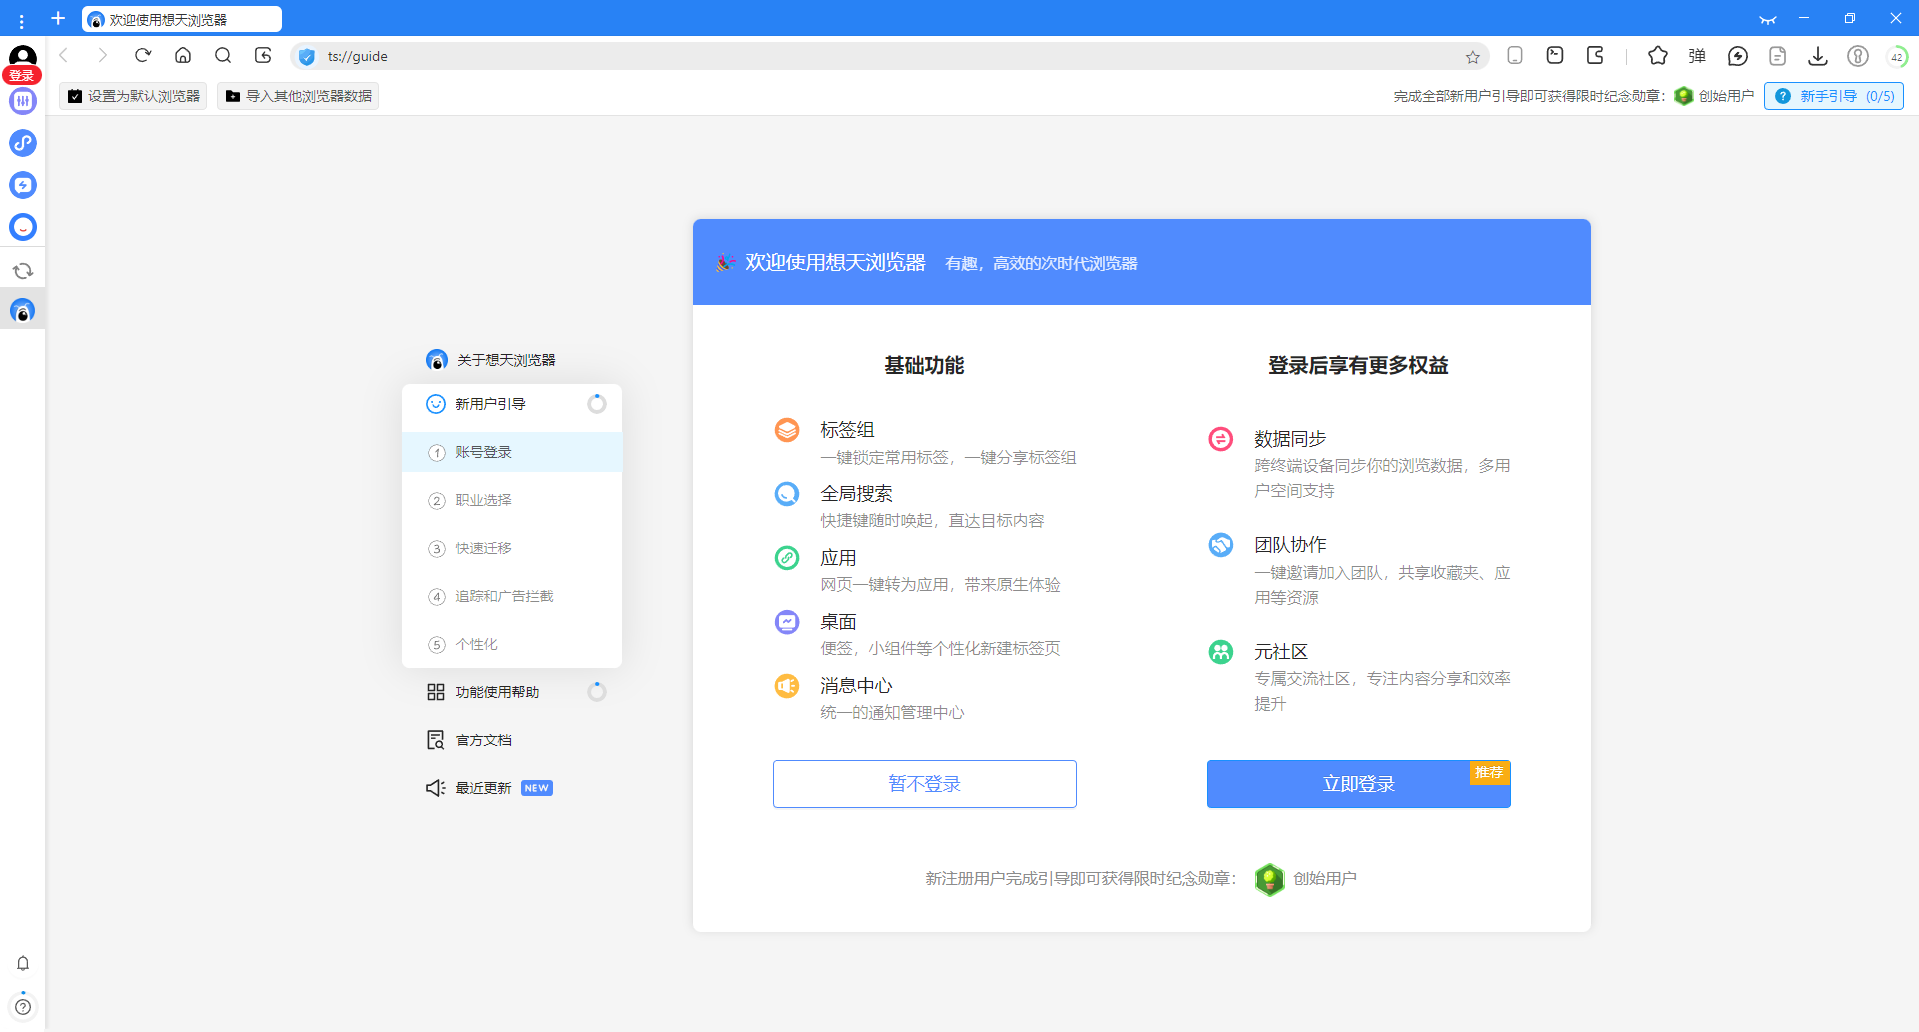 欢迎使用想天浏览器
登录
ts://guide
弹
42
设置为默认浏览器
导入其他浏览器数据
完成全部新用户引导即可获得限时纪念勋章：
创始用户
新手引导 (0/5)
欢迎使用想天浏览器 有趣，高效的次时代浏览器
关于想天浏览器
新用户引导
1 账号登录
2 职业选择
3 快速迁移
4 追踪和广告拦截
5 个性化
功能使用帮助
官方文档
最近更新 NEW
基础功能
标签组
一键锁定常用标签，一键分享标签组
全局搜索
快捷键随时唤起，直达目标内容
应用
网页一键转为应用，带来原生体验
桌面
便签，小组件等个性化新建标签页
消息中心
统一的通知管理中心
暂不登录
登录后享有更多权益
数据同步
跨终端设备同步你的浏览数据，多用
户空间支持
团队协作
一键邀请加入团队，共享收藏夹、应
用等资源
元社区
专属交流社区，专注内容分享和效率
提升
立即登录
推荐
新注册用户完成引导即可获得限时纪念勋章：
创始用户